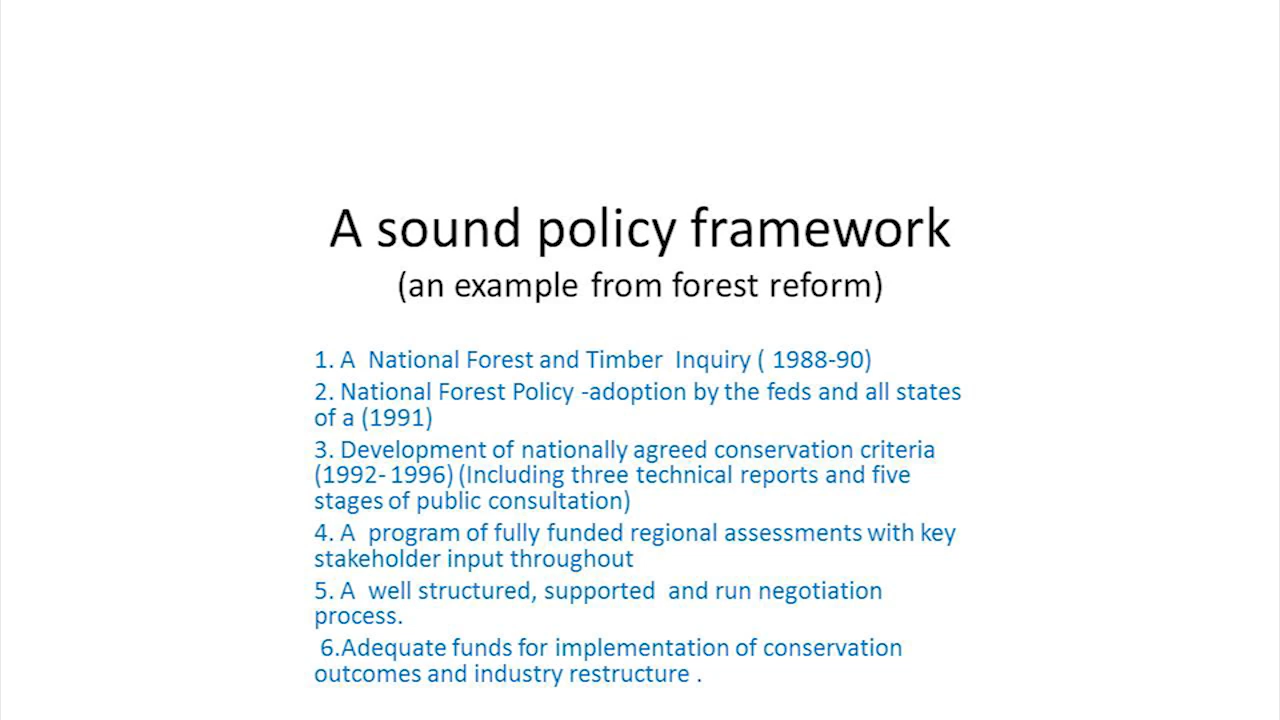 A sound policy framework
(an example from forest reform)
1. A  National Forest and Timber  Inquiry ( 1988-90)
2. National Forest Policy -adoption by the feds and all states
of a (1991)
3. Development of nationally agreed conservation criteria
(1992- 1996) (Including three technical reports and five
stages of public consultation)
4. A  program of fully funded regional assessments with key
stakeholder input throughout
5. A  well structured, supported  and run negotiation
process.
6.Adequate funds for implementation of conservation
outcomes and industry restructure .